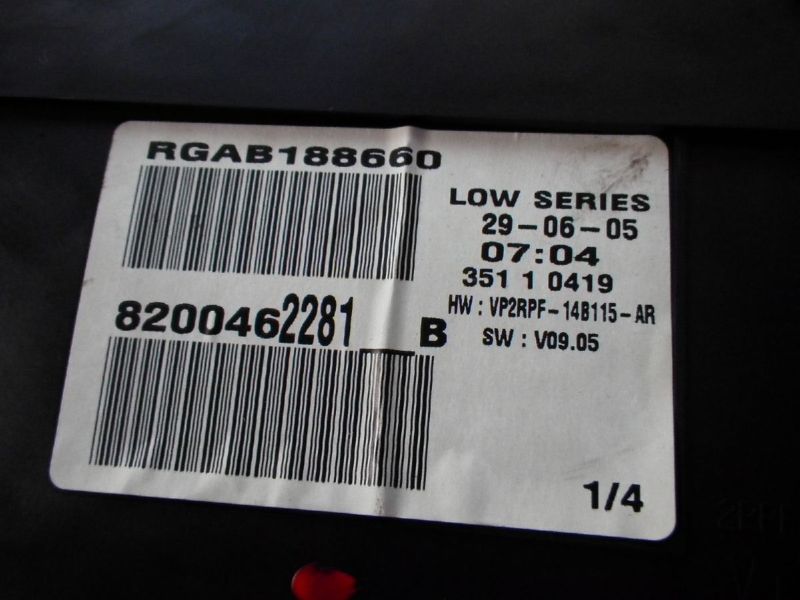 RGAB188660
LOW SERIES
29-06-05
07:04
351 1 0419
HW : VP2RPF-14B115-AR
SW : V09.05
8200462281__B
1/4